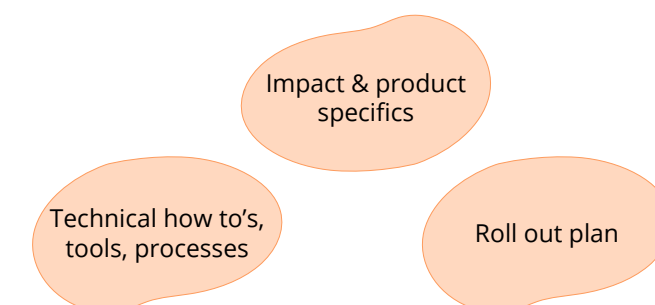 Impact & product
specifics
Technical how to’s,
tools, processes
Roll out plan